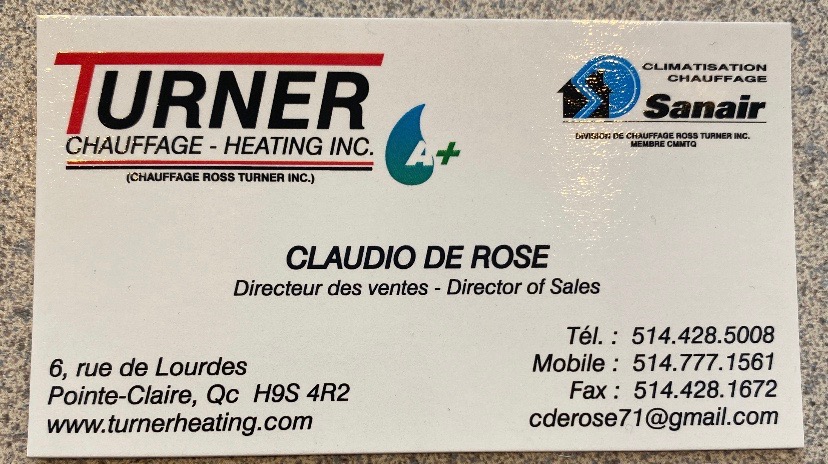 TURNER
CHAUFFAGE - HEATING INC.
(CHAUFFAGE ROSS TURNER INC.)
A+
CLIMATISATION
CHAUFFAGE
Sanair
DIVISION DE CHAUFFAGE ROSS TURNER INC.
MEMBRE CMMTQ
CLAUDIO DE ROSE
Directeur des ventes - Director of Sales
6, rue de Lourdes
Pointe-Claire, Qc H9S 4R2
www.turnerheating.com
Tél. : 514.428.5008
Mobile : 514.777.1561
Fax : 514.428.1672
cderose71@gmail.com